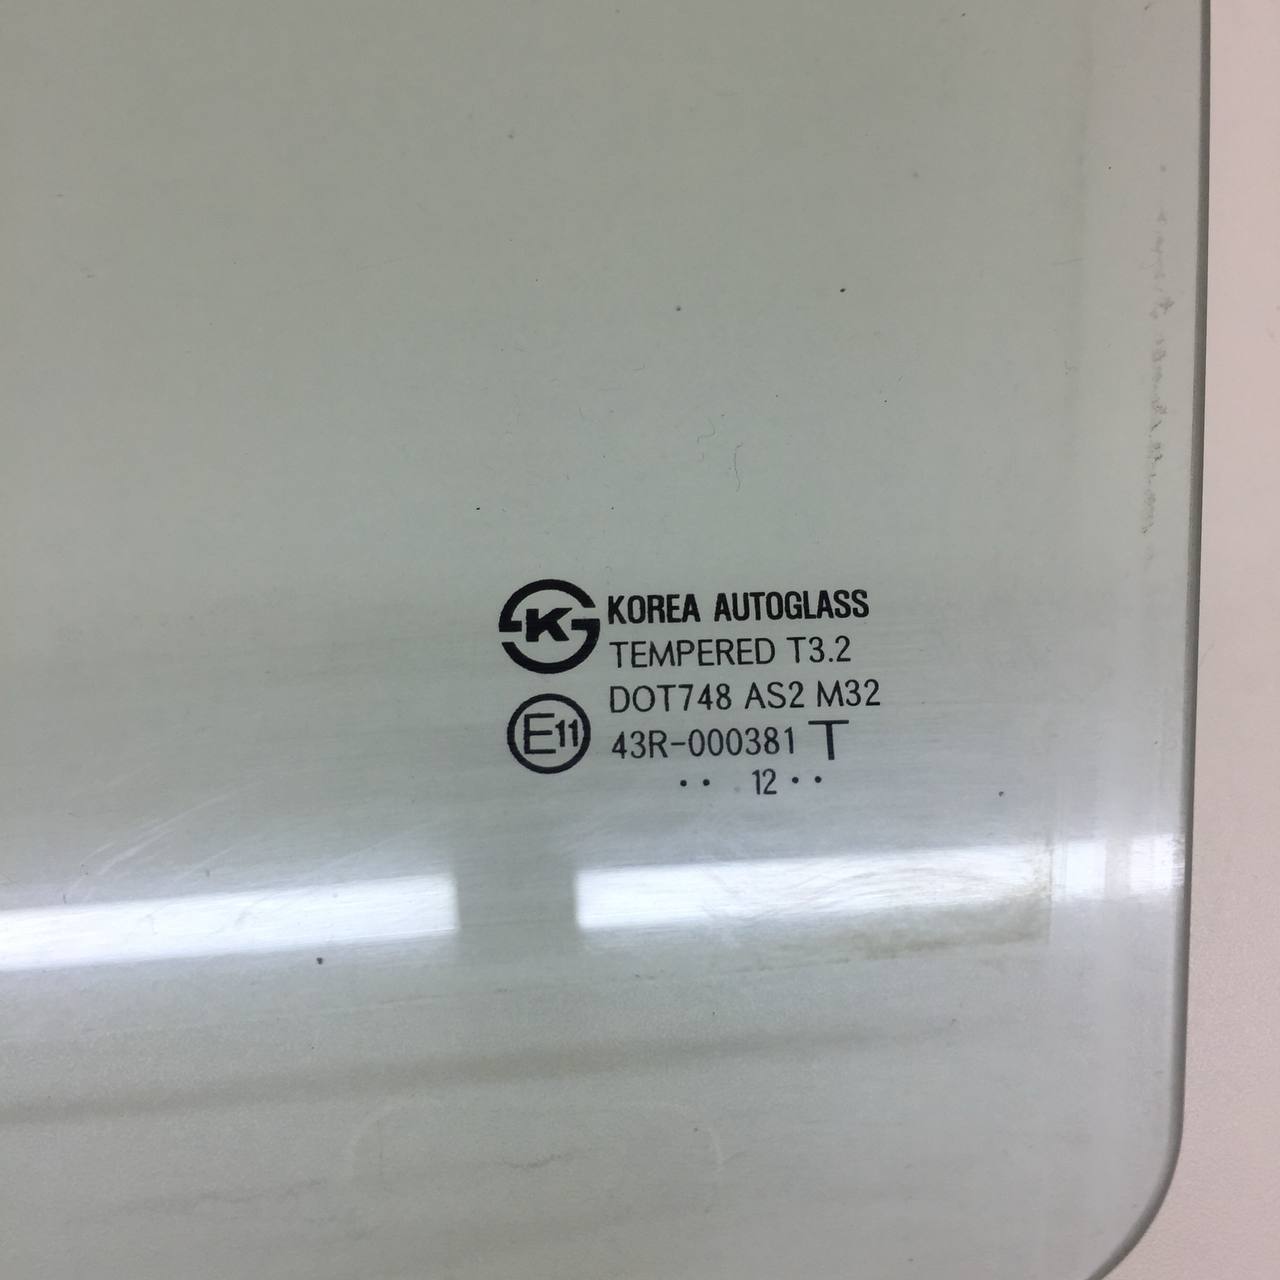 K KOREA AUTOGLASS
TEMPERED T3.2
DOT748 AS2 M32
E11 43R-000381 T
•• 12 ••